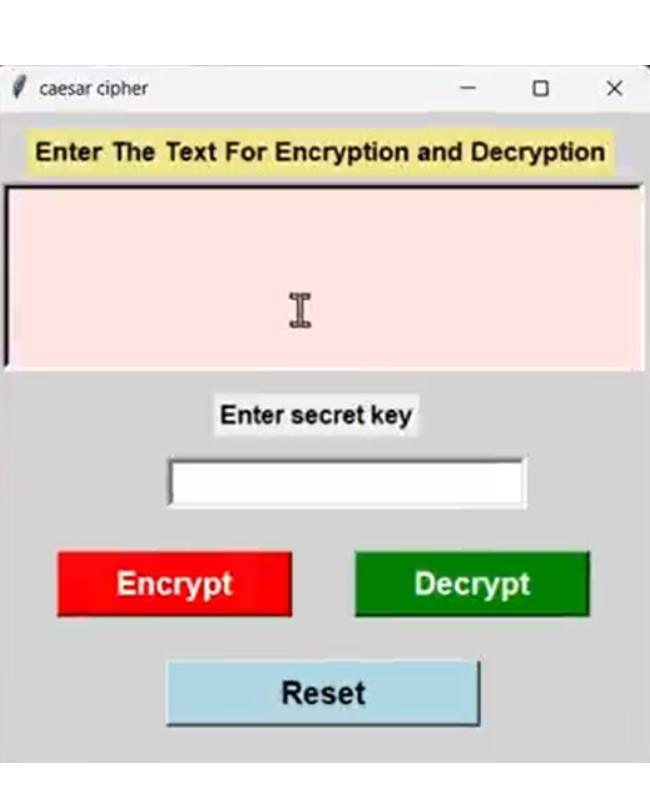 caesar cipher
Enter The Text For Encryption and Decryption
Enter secret key
Encrypt
Decrypt
Reset